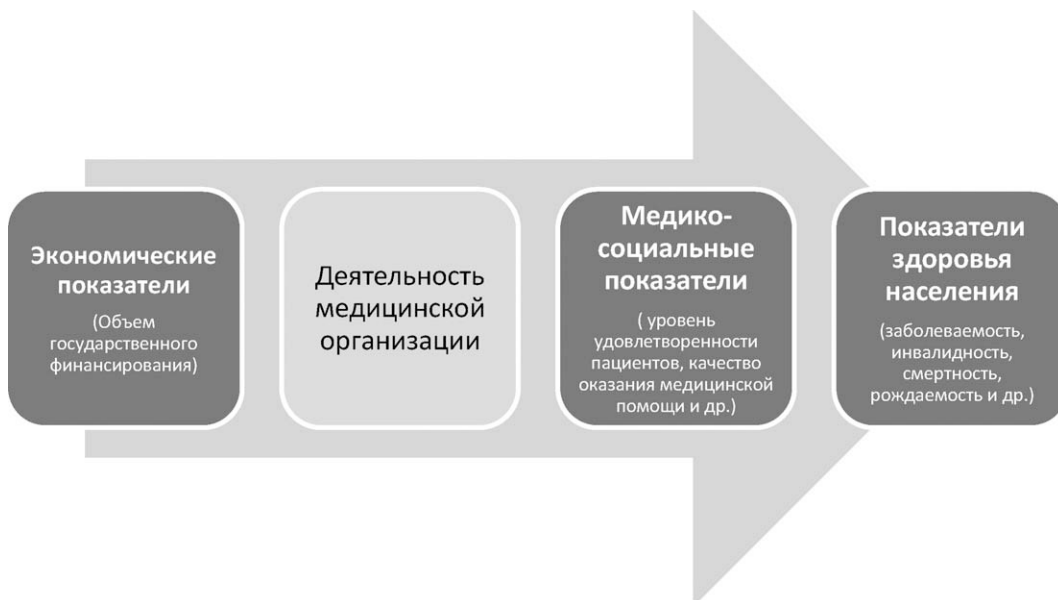 Экономические
показатели
(Объем
государственного
финансирования)
Деятельность
медицинской
организации
Медико-
социальные
показатели
( уровень
удовлетворенности
пациентов, качество
оказания медицинской
помощи и др.)
Показатели
здоровья
населения
(заболеваемость,
инвалидность,
смертность,
рождаемость и др.)